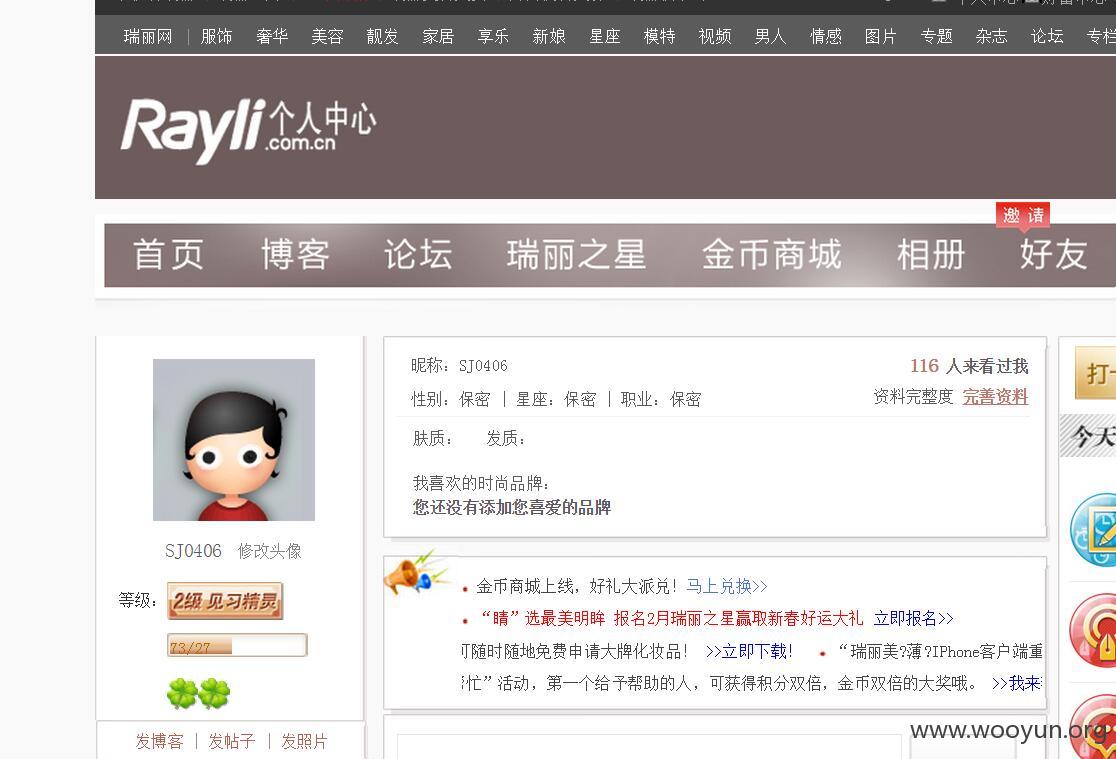 瑞丽网 | 服饰 奢华 美容 靓发 家居 享乐 新娘 星座 模特 视频 男人 情感 图片 专题 杂志 论坛 专栏
Rayli 个人中心
.com.cn
邀请
首页 博客 论坛 瑞丽之星 金币商城 相册 好友
昵称：SJ0406
116 人来看过我
性别：保密 | 星座：保密 | 职业：保密
资料完整度 完善资料
肤质： 发质：
我喜欢的时尚品牌：
您还没有添加您喜爱的品牌
打一
今天
SJ0406 修改头像
等级：2级 见习精灵
73/27
发博客 | 发帖子 | 发照片
• 金币商城上线，好礼大派兑！马上兑换>>
• “晴”选最美明眸 报名2月瑞丽之星赢取新春好运大礼 立即报名>>
随时随地免费申请大牌化妆品！ >>立即下载! • “瑞丽美?薄?IPhone客户端重
忙”活动，第一个给予帮助的人，可获得积分双倍，金币双倍的大奖哦。 >>我来
www.wooyun.org